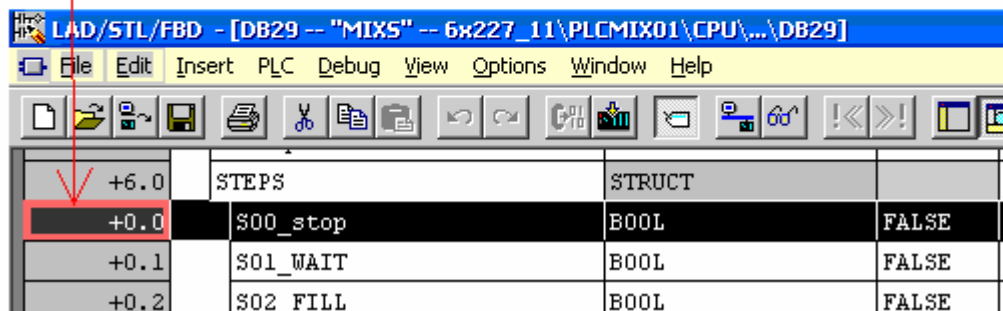 LAD/STL/FBD - [DB29 -- "MIXS" -- 6x227_11\PLCMIX01\CPU\...\DB29]
File Edit Insert PLC Debug View Options Window Help
+6.0 STEPS STRUCT
+0.0 S00_stop BOOL FALSE
+0.1 S01_WAIT BOOL FALSE
+0.2 S02_FILL BOOL FALSE